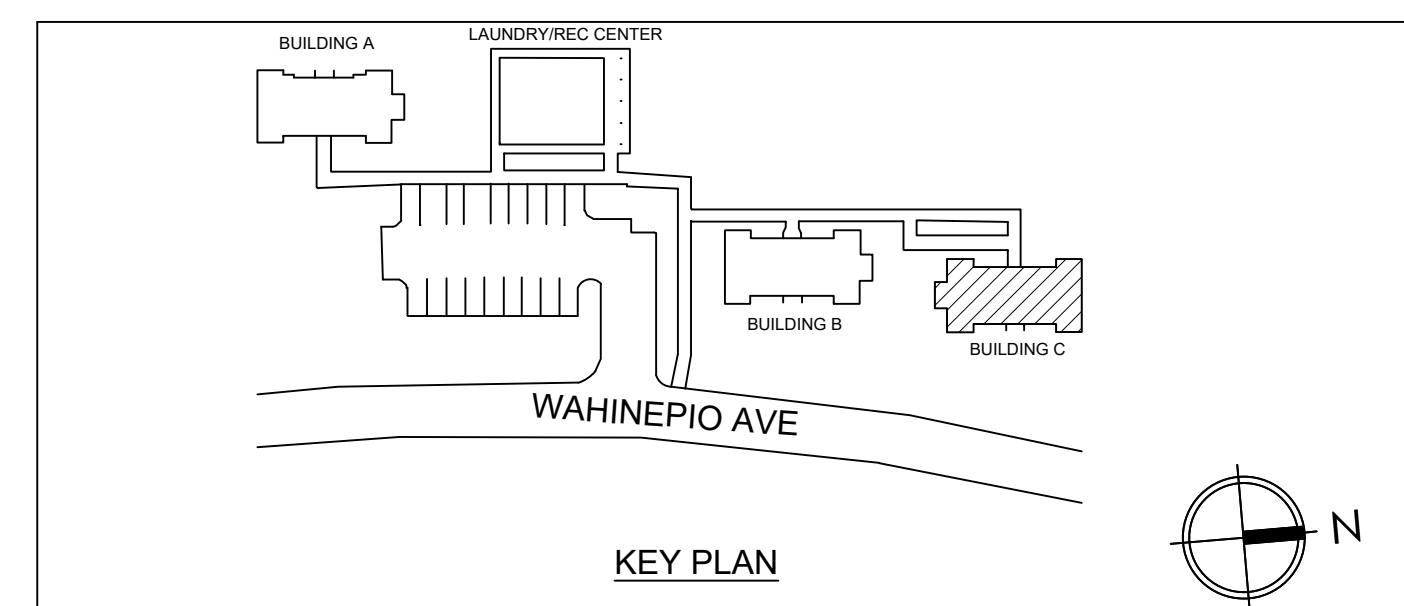 BUILDING A
LAUNDRY/REC CENTER
BUILDING B
BUILDING C
WAHINEPIO AVE
KEY PLAN
N